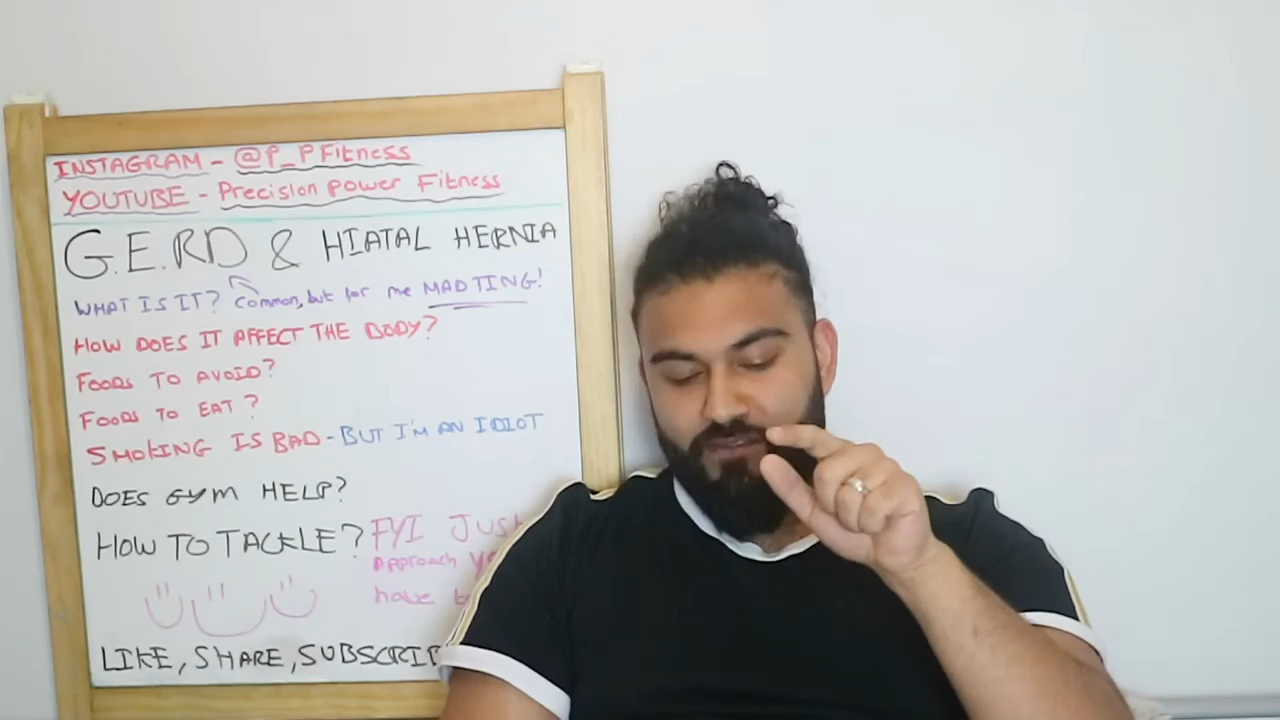 INSTAGRAM - @P_PFitness
YOUTUBE - Precision Power Fitness
G.E.RD & HIATAL HERNIA
WHAT IS IT? Common, but for me MADTING!
HOW DOES IT AFFECT THE BODY?
FOODS TO AVOID?
FOODS TO EAT?
SMOKING IS BAD - BUT I'M AN IDIOT
DOES GYM HELP?
HOW TO TACKLE? FYI
approach
have
LIKE, SHARE,